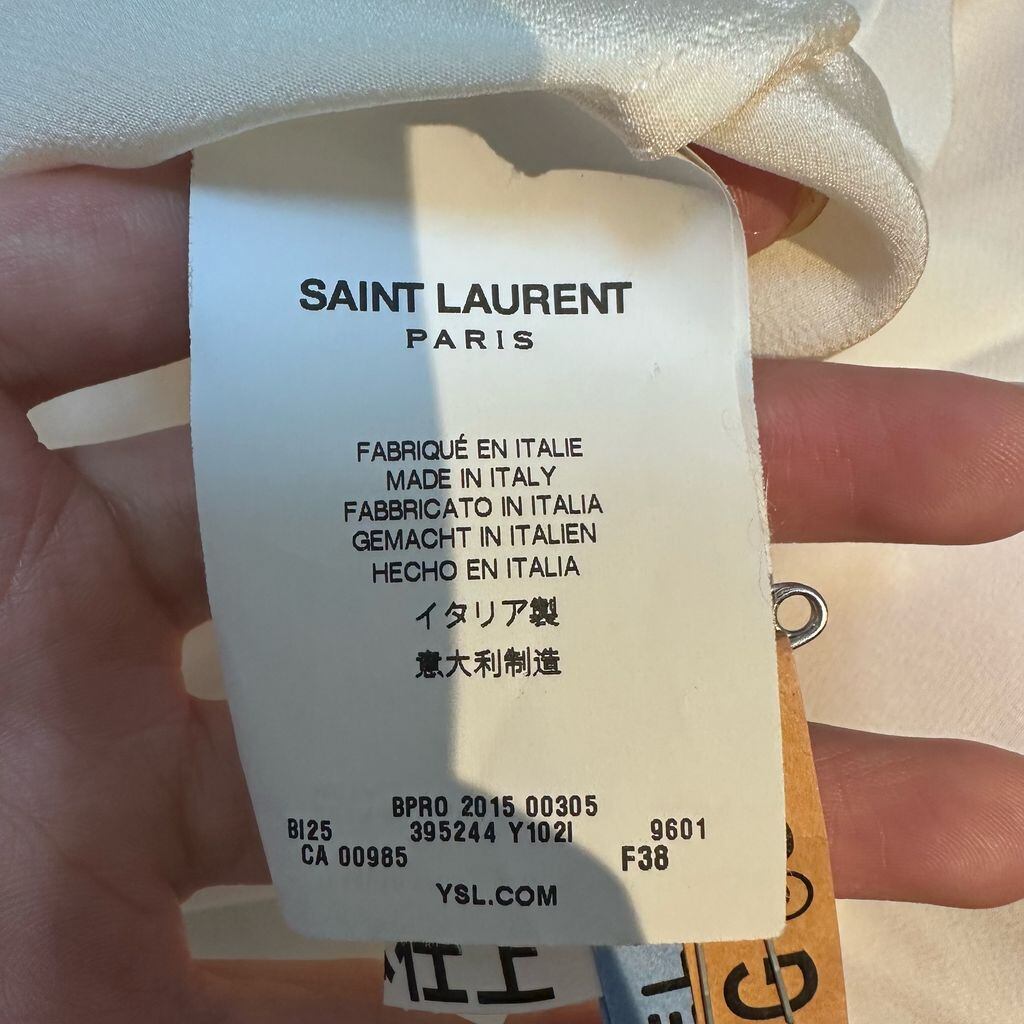 SAINT LAURENT
PARIS
FABRIQUÉ EN ITALIE
MADE IN ITALY
FABBRICATO IN ITALIA
GEMACHT IN ITALIEN
HECHO EN ITALIA
イタリア製
意大利制造
BPRO 2015 00305
BI25 395244 Y102I 9601
CA 00985 F38
YSL.COM
G